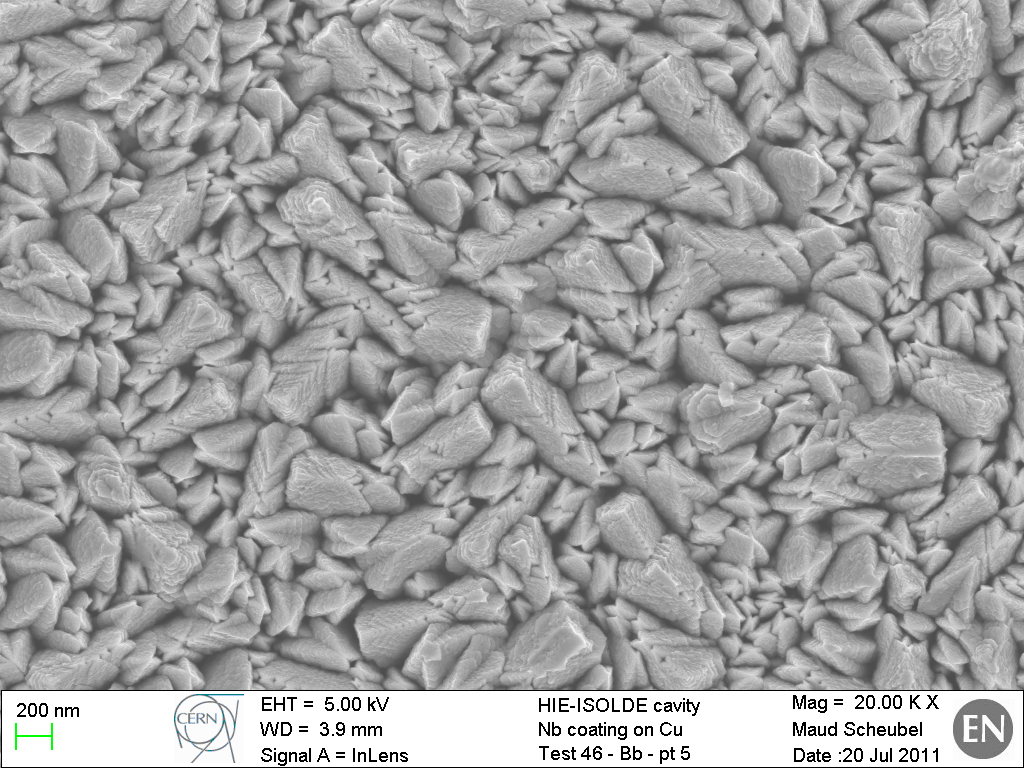 200 nm
CERN
EHT =  5.00 kV
WD =  3.9 mm
Signal A = InLens
HIE-ISOLDE cavity
Nb coating on Cu
Test 46 - Bb - pt 5
Mag =  20.00 K X
Maud Scheubel
Date :20 Jul 2011
EN